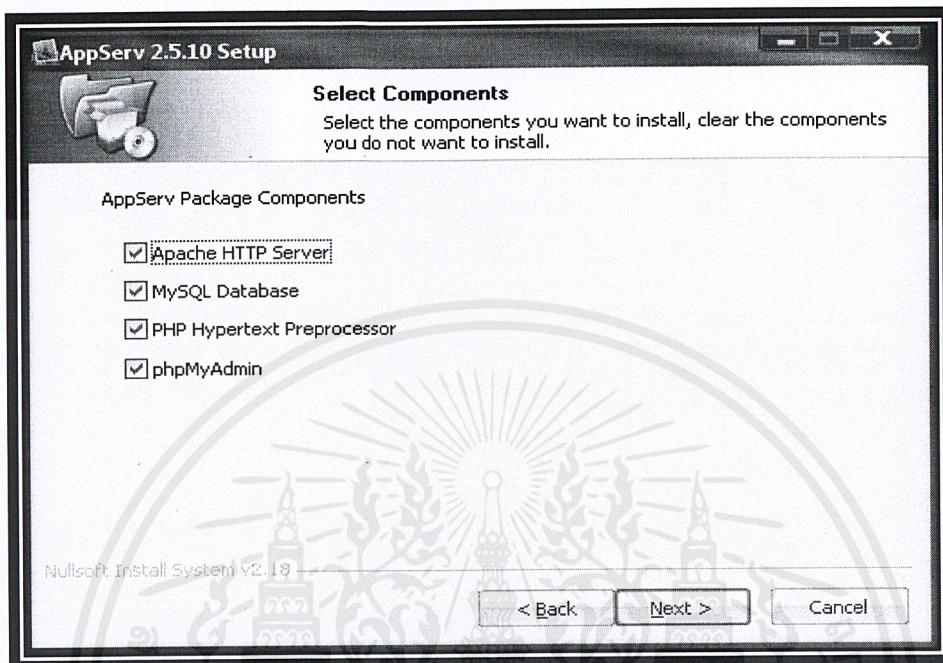 AppServ 2.5.10 Setup
Select Components
Select the components you want to install, clear the components
you do not want to install.
AppServ Package Components
Apache HTTP Server
MySQL Database
PHP Hypertext Preprocessor
phpMyAdmin
Nullsoft Install System v2.18
< Back
Next >
Cancel